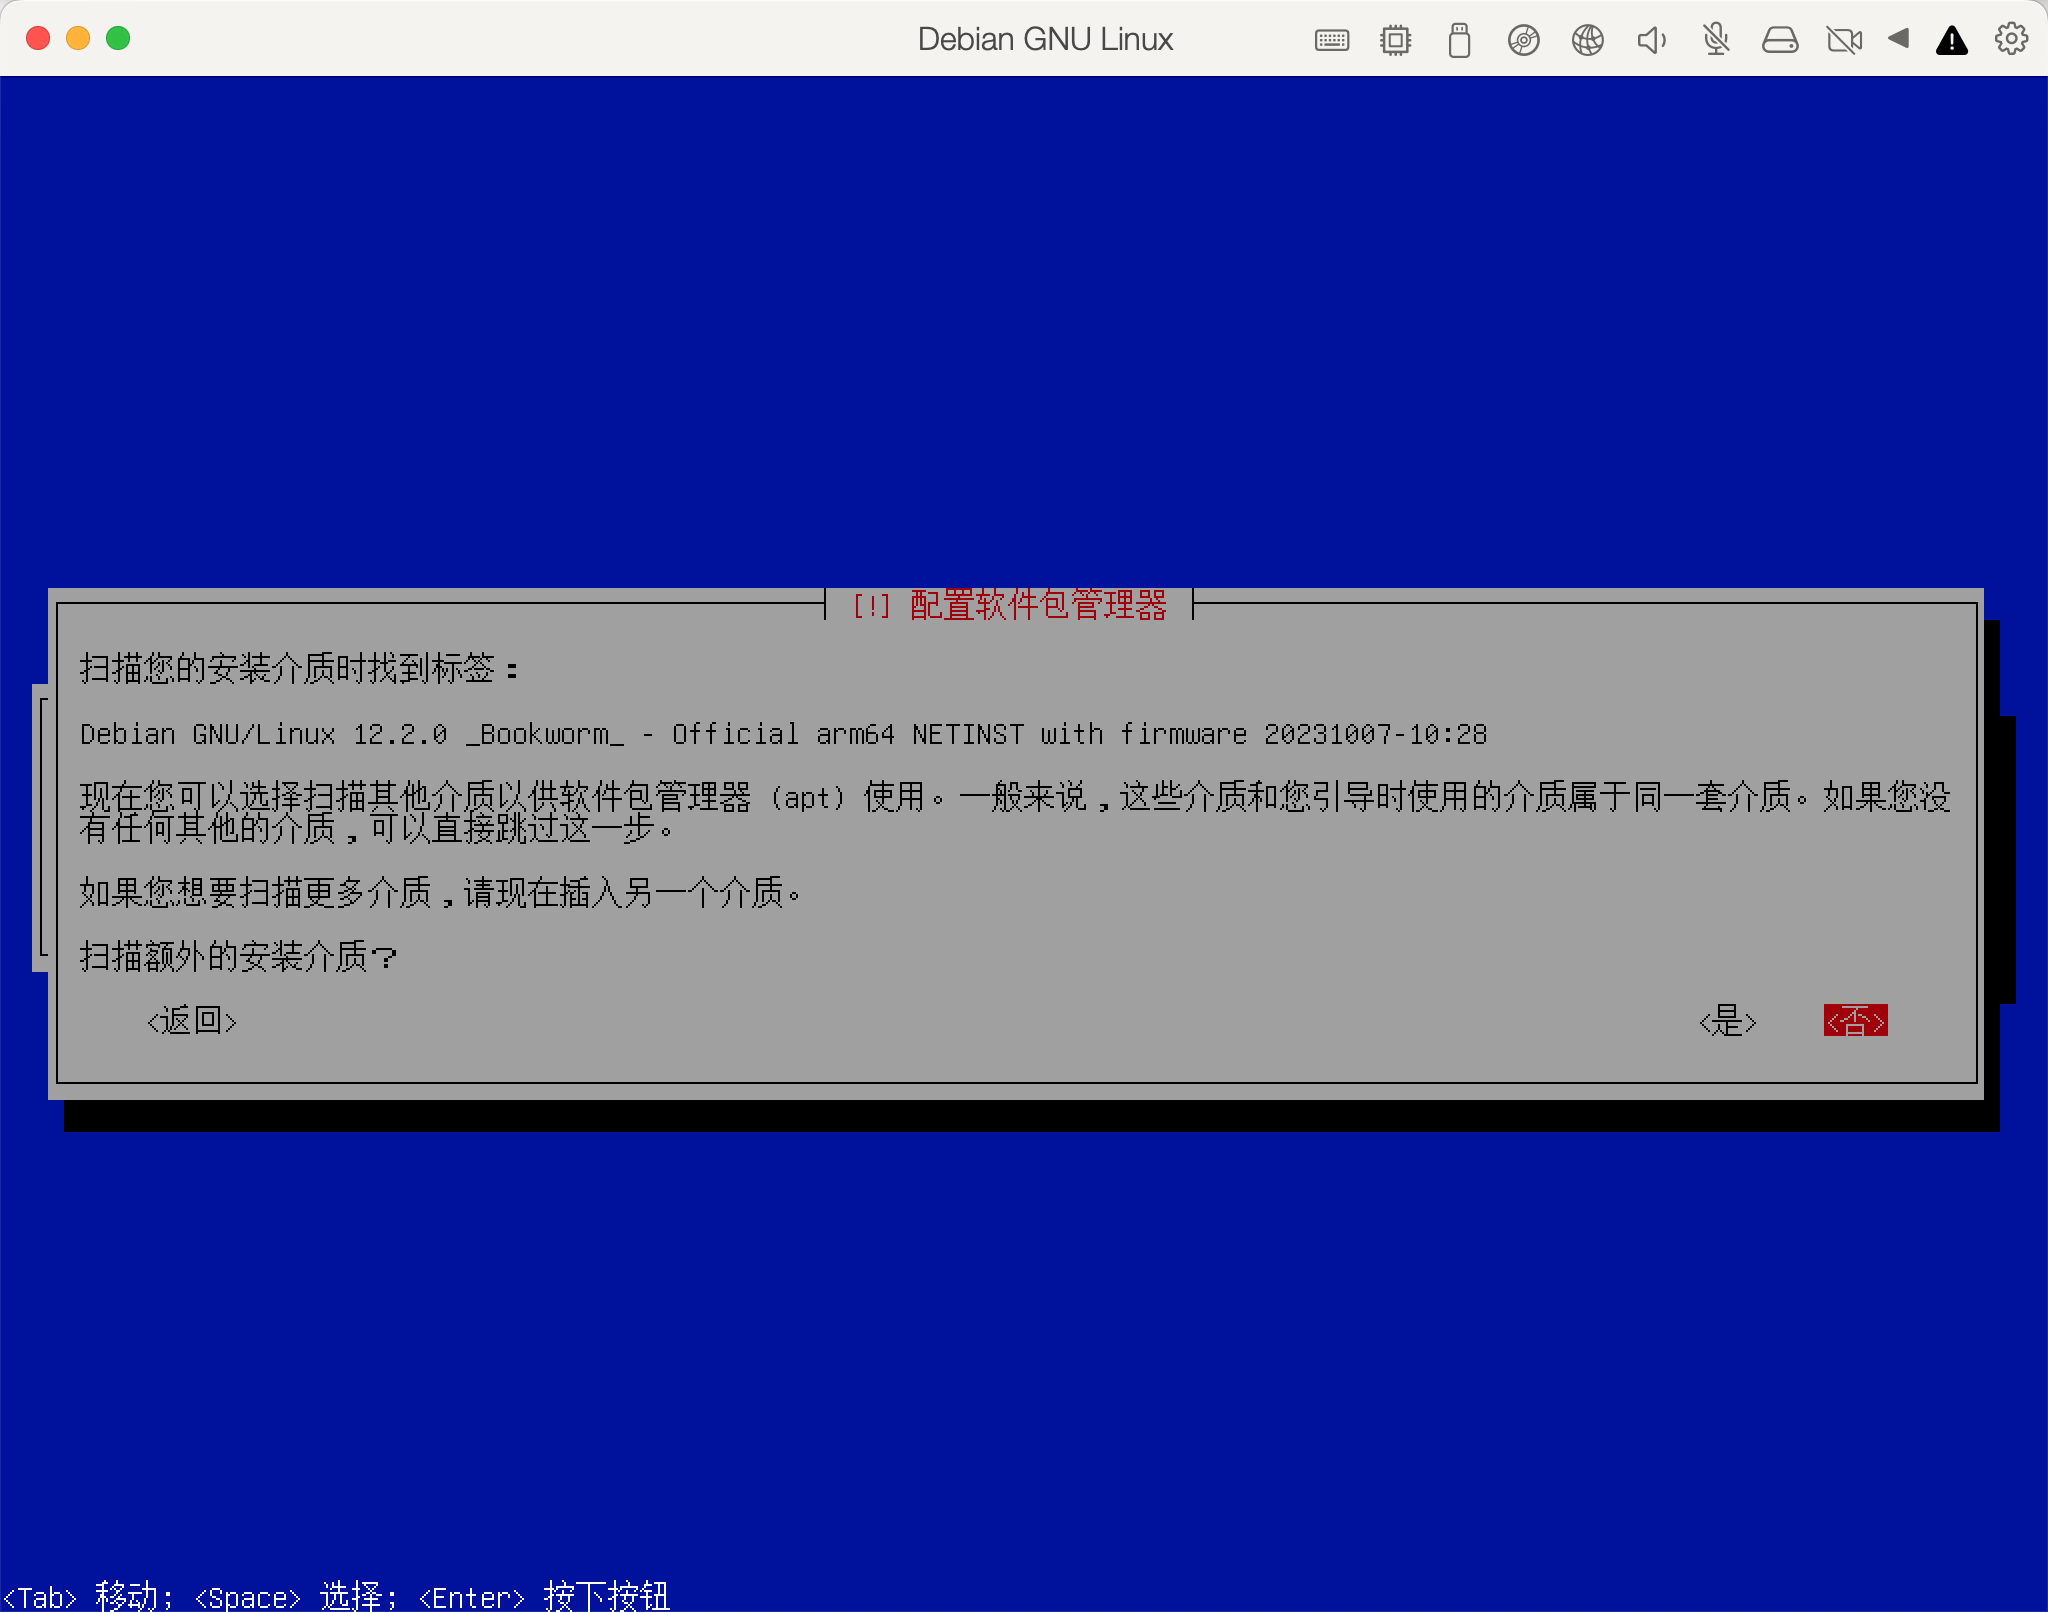 Debian GNU Linux
[!] 配置软件包管理器
扫描您的安装介质时找到标签：
Debian GNU/Linux 12.2.0 _Bookworm_ - Official arm64 NETINST with firmware 20231007-10:28
现在您可以选择扫描其他介质以供软件包管理器 (apt) 使用。一般来说，这些介质和您引导时使用的介质属于同一套介质。如果您没
有任何其他的介质，可以直接跳过这一步。
如果您想要扫描更多介质，请现在插入另一个介质。
扫描额外的安装介质？
<返回> <是> <否>
<Tab> 移动; <Space> 选择; <Enter> 按下按钮